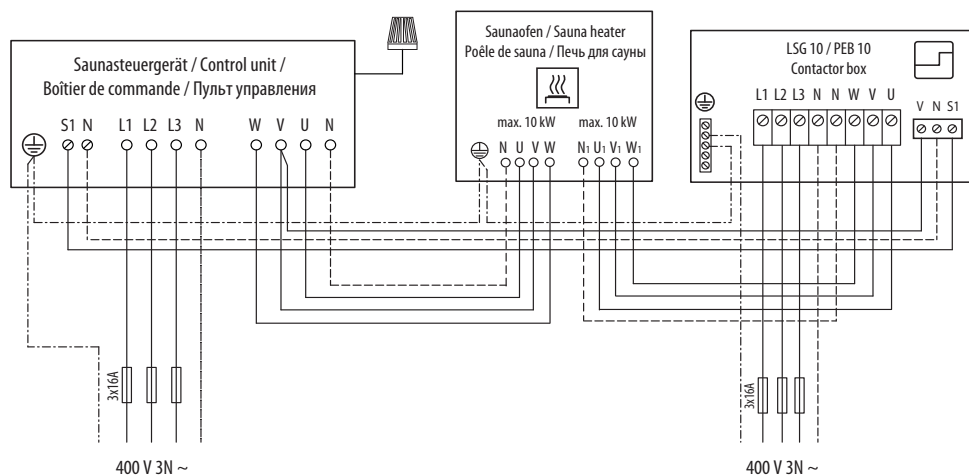 Saunasteuergerät / Control unit /
Boîtier de commande / Пульт управления
S1 N L1 L2 L3 N W V U N
3x16A
400 V 3N ~
Saunaofen / Sauna heater
Poêle de sauna / Печь для сауны
max. 10 kW max. 10 kW
N U V W N1 U1 V1 W1
LSG 10 / PEB 10
Contactor box
L1 L2 L3 N N W V U
V N S1
3x16A
400 V 3N ~